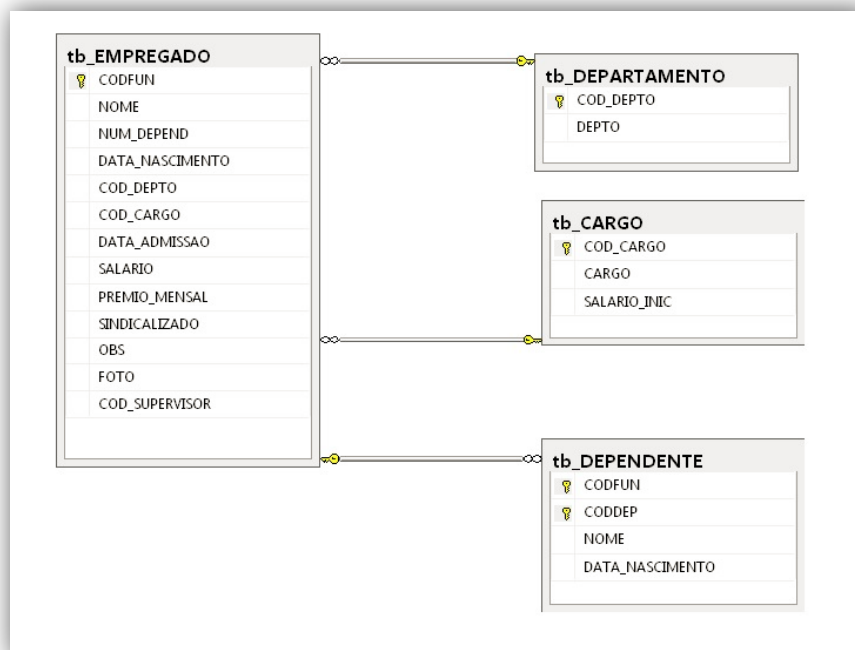 tb_EMPREGADO
CODFUN
NOME
NUM_DEPEND
DATA_NASCIMENTO
COD_DEPTO
COD_CARGO
DATA_ADMISSAO
SALARIO
PREMIO_MENSAL
SINDICALIZADO
OBS
FOTO
COD_SUPERVISOR
tb_DEPARTAMENTO
COD_DEPTO
DEPTO
tb_CARGO
COD_CARGO
CARGO
SALARIO_INIC
tb_DEPENDENTE
CODFUN
CODDEP
NOME
DATA_NASCIMENTO